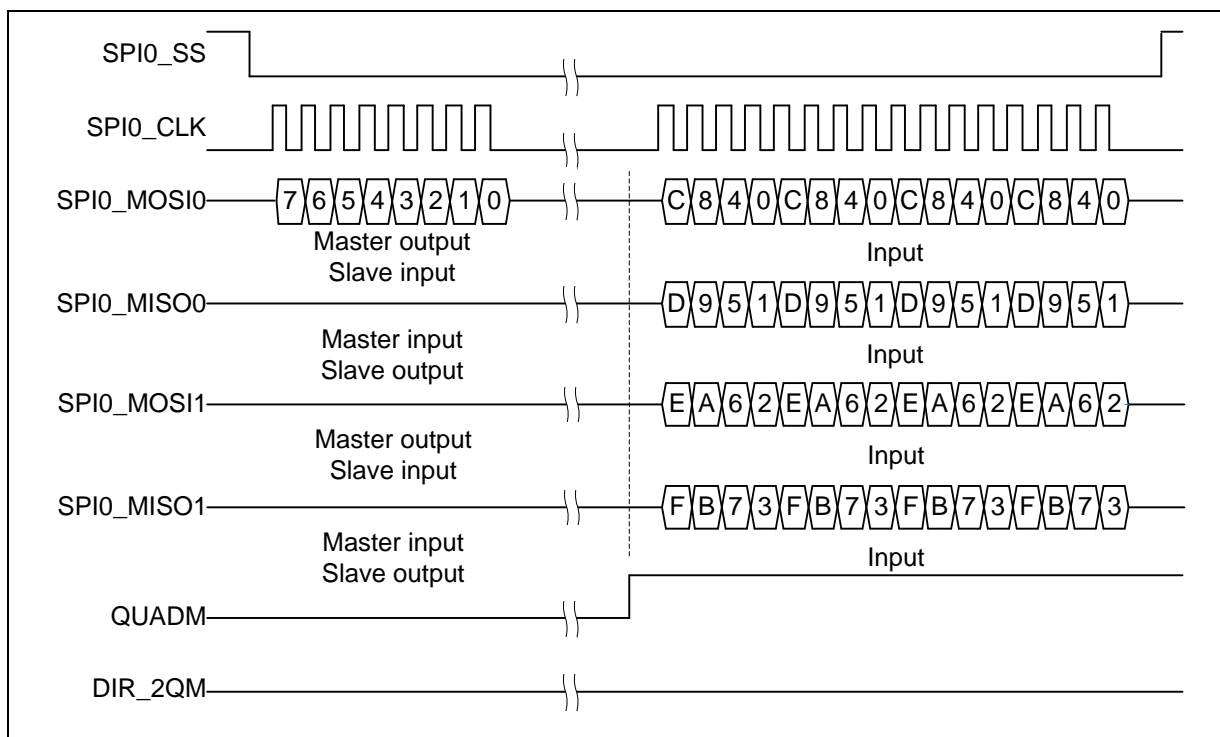 SPI0_SS
SPI0_CLK
SPI0_MOSI0 7 6 5 4 3 2 1 0 C 8 4 0 C 8 4 0 C 8 4 0 C 8 4 0
Master output
Slave input
Input
SPI0_MISO0 D 9 5 1 D 9 5 1 D 9 5 1 D 9 5 1
Master input
Slave output
Input
SPI0_MOSI1 E A 6 2 E A 6 2 E A 6 2 E A 6 2
Master output
Slave input
Input
SPI0_MISO1 F B 7 3 F B 7 3 F B 7 3 F B 7 3
Master input
Slave output
Input
QUADM
DIR_2QM